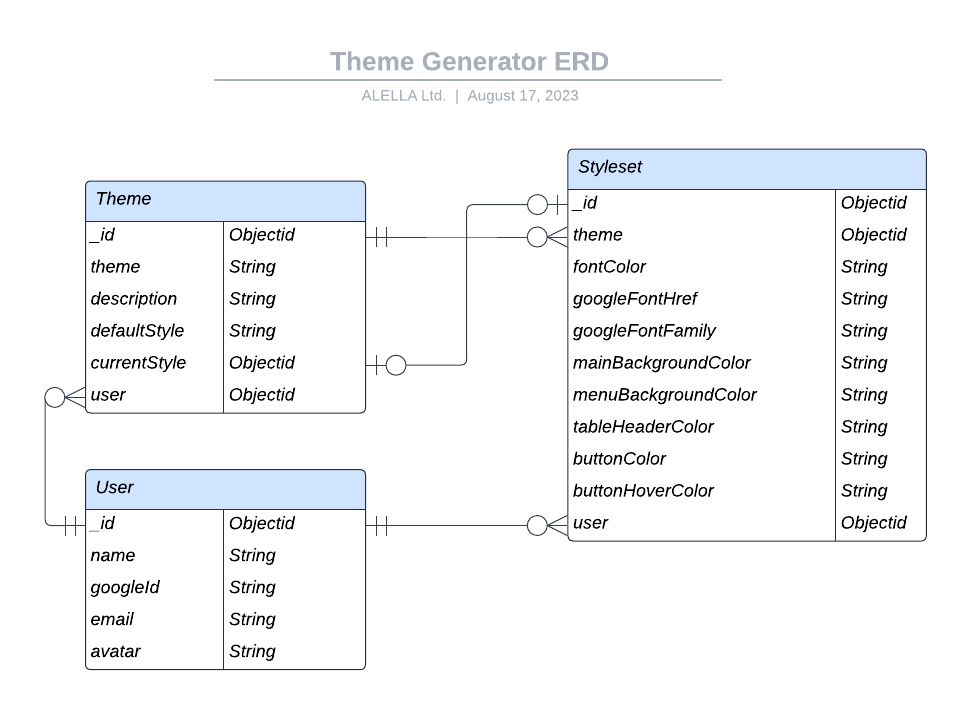 Theme Generator ERD
ALELLA Ltd. | August 17, 2023
Theme
_id Objectid
theme String
description String
defaultStyle String
currentStyle Objectid
user Objectid
User
_id Objectid
name String
googleId String
email String
avatar String
Styleset
_id Objectid
theme Objectid
fontColor String
googleFontHref String
googleFontFamily String
mainBackgroundColor String
menuBackgroundColor String
tableHeaderColor String
buttonColor String
buttonHoverColor String
user Objectid